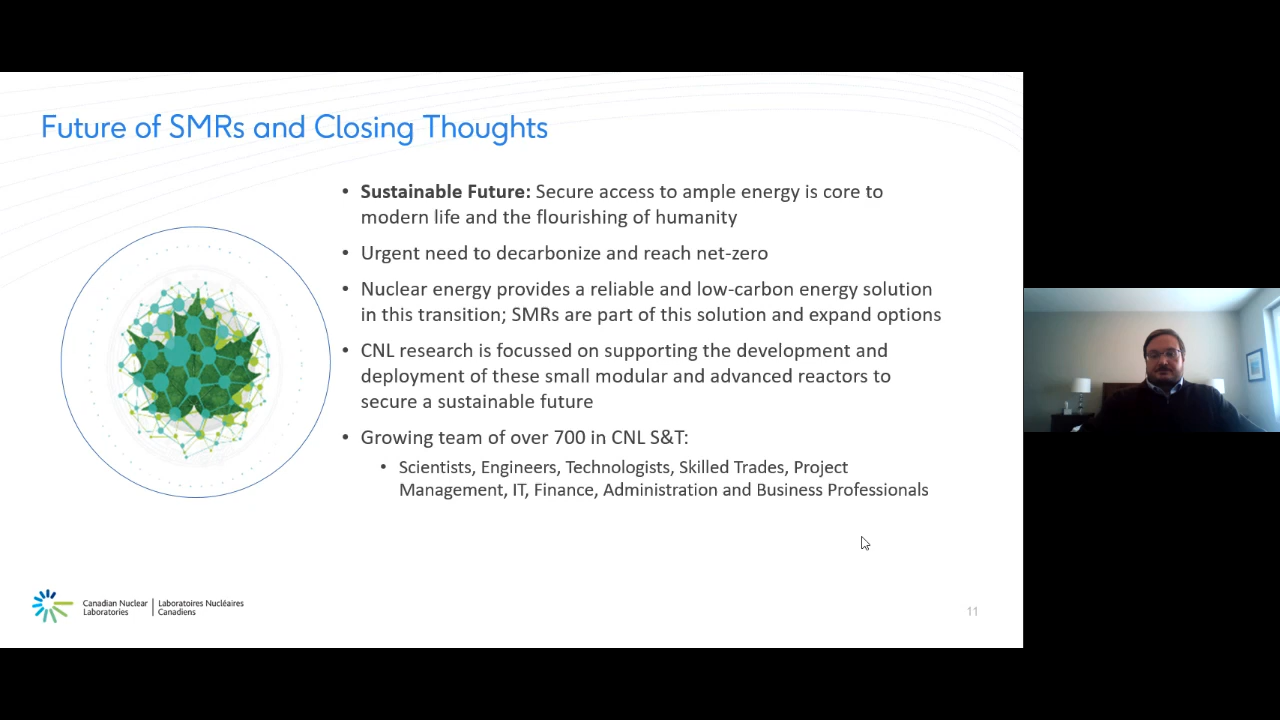 Future of SMRs and Closing Thoughts
• Sustainable Future: Secure access to ample energy is core to
modern life and the flourishing of humanity
• Urgent need to decarbonize and reach net-zero
• Nuclear energy provides a reliable and low-carbon energy solution
in this transition; SMRs are part of this solution and expand options
• CNL research is focussed on supporting the development and
deployment of these small modular and advanced reactors to
secure a sustainable future
• Growing team of over 700 in CNL S&T:
• Scientists, Engineers, Technologists, Skilled Trades, Project
Management, IT, Finance, Administration and Business Professionals
Canadian Nuclear
Laboratories
Laboratoires Nucléaires
Canadiens
11